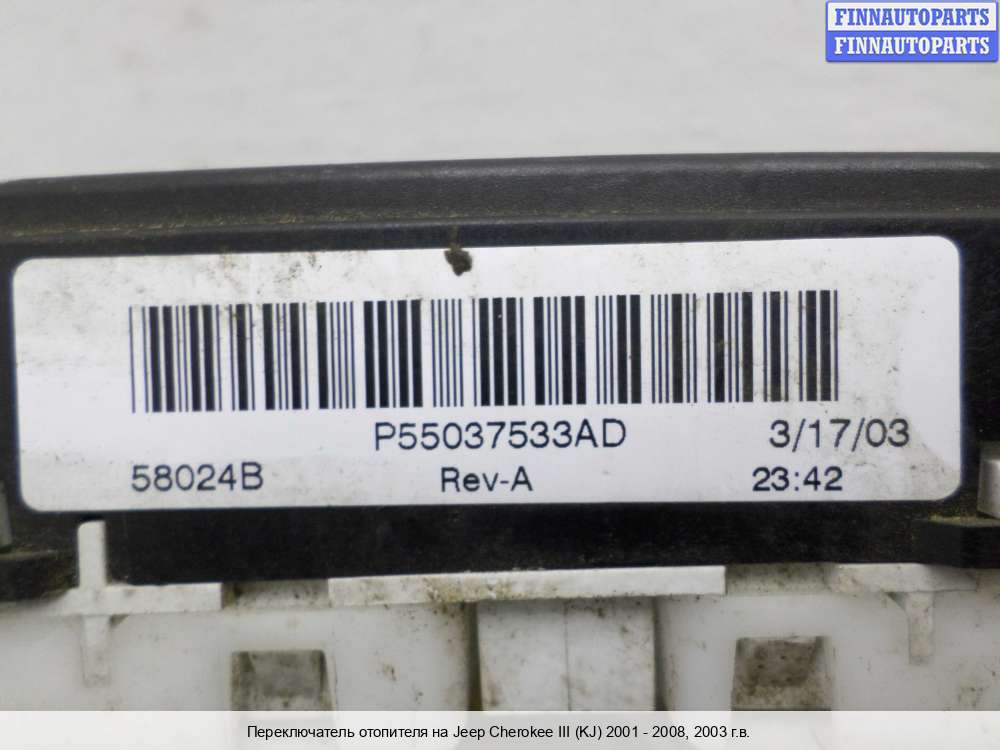 FINNAUTOPARTS
FINNAUTOPARTS
P55037533AD 3/17/03
58024B Rev-A 23:42
Переключатель отопителя на Jeep Cherokee III (KJ) 2001 - 2008, 2003 г.в.